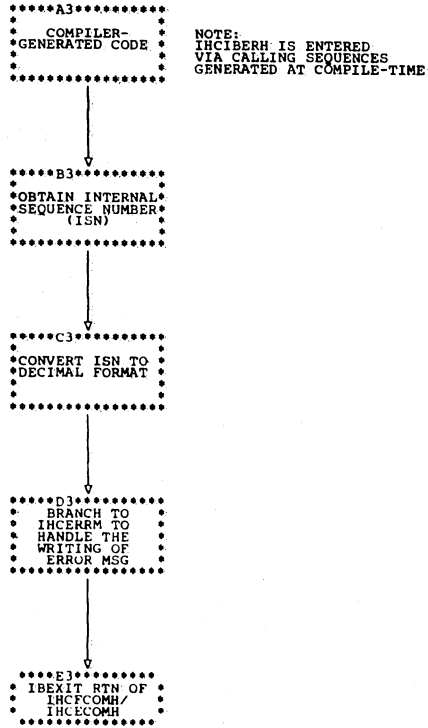 A3
COMPILER-
GENERATED CODE
NOTE:
IHCIBERH IS ENTERED
VIA CALLING SEQUENCES
GENERATED AT COMPILE-TIME
B3
OBTAIN INTERNAL
SEQUENCE NUMBER
(ISN)
C3
CONVERT ISN TO
DECIMAL FORMAT
D3
BRANCH TO
IHCERRM TO
HANDLE THE
WRITING OF
ERROR MSG
E3
IBEXIT RTN OF
IHCFCOMH/
IHCECOMH